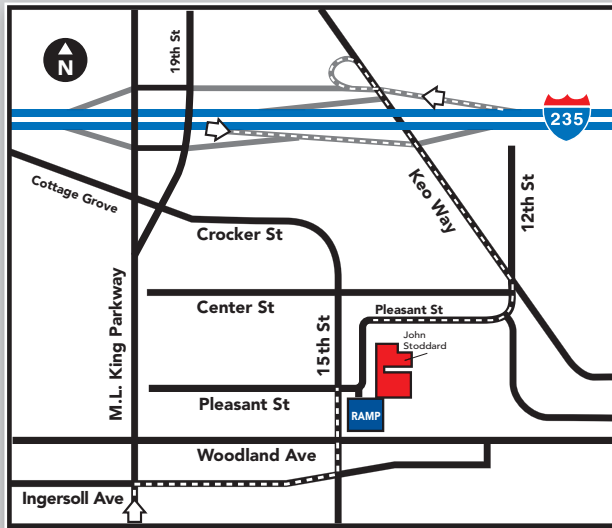 N
19th St
235
Cottage Grove
Keo Way
12th St
Crocker St
M.L. King Parkway
Center St
15th St
Pleasant St
John
Stoddard
Pleasant St
RAMP
Woodland Ave
Ingersoll Ave